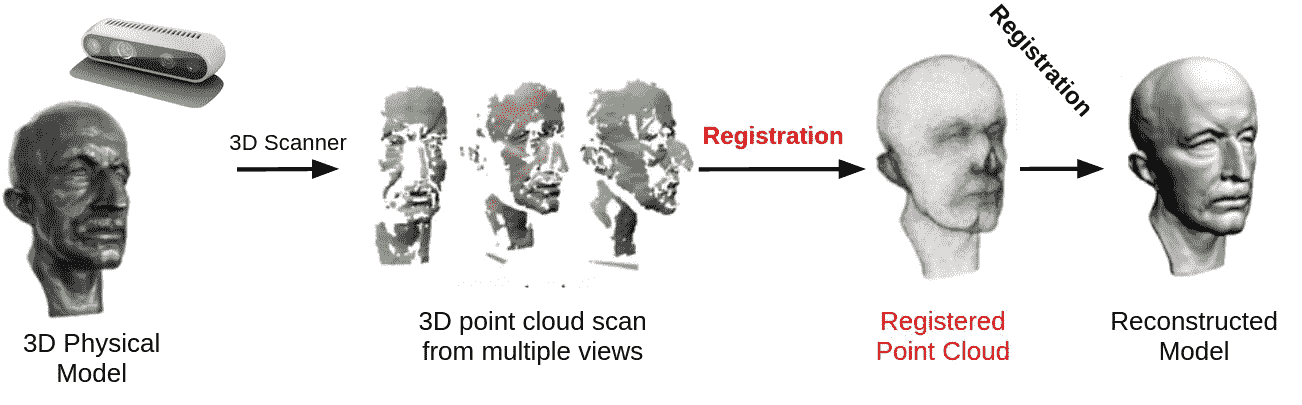 3D Scanner
Registration
Registration
3D Physical
Model
3D point cloud scan
from multiple views
Registered
Point Cloud
Reconstructed
Model